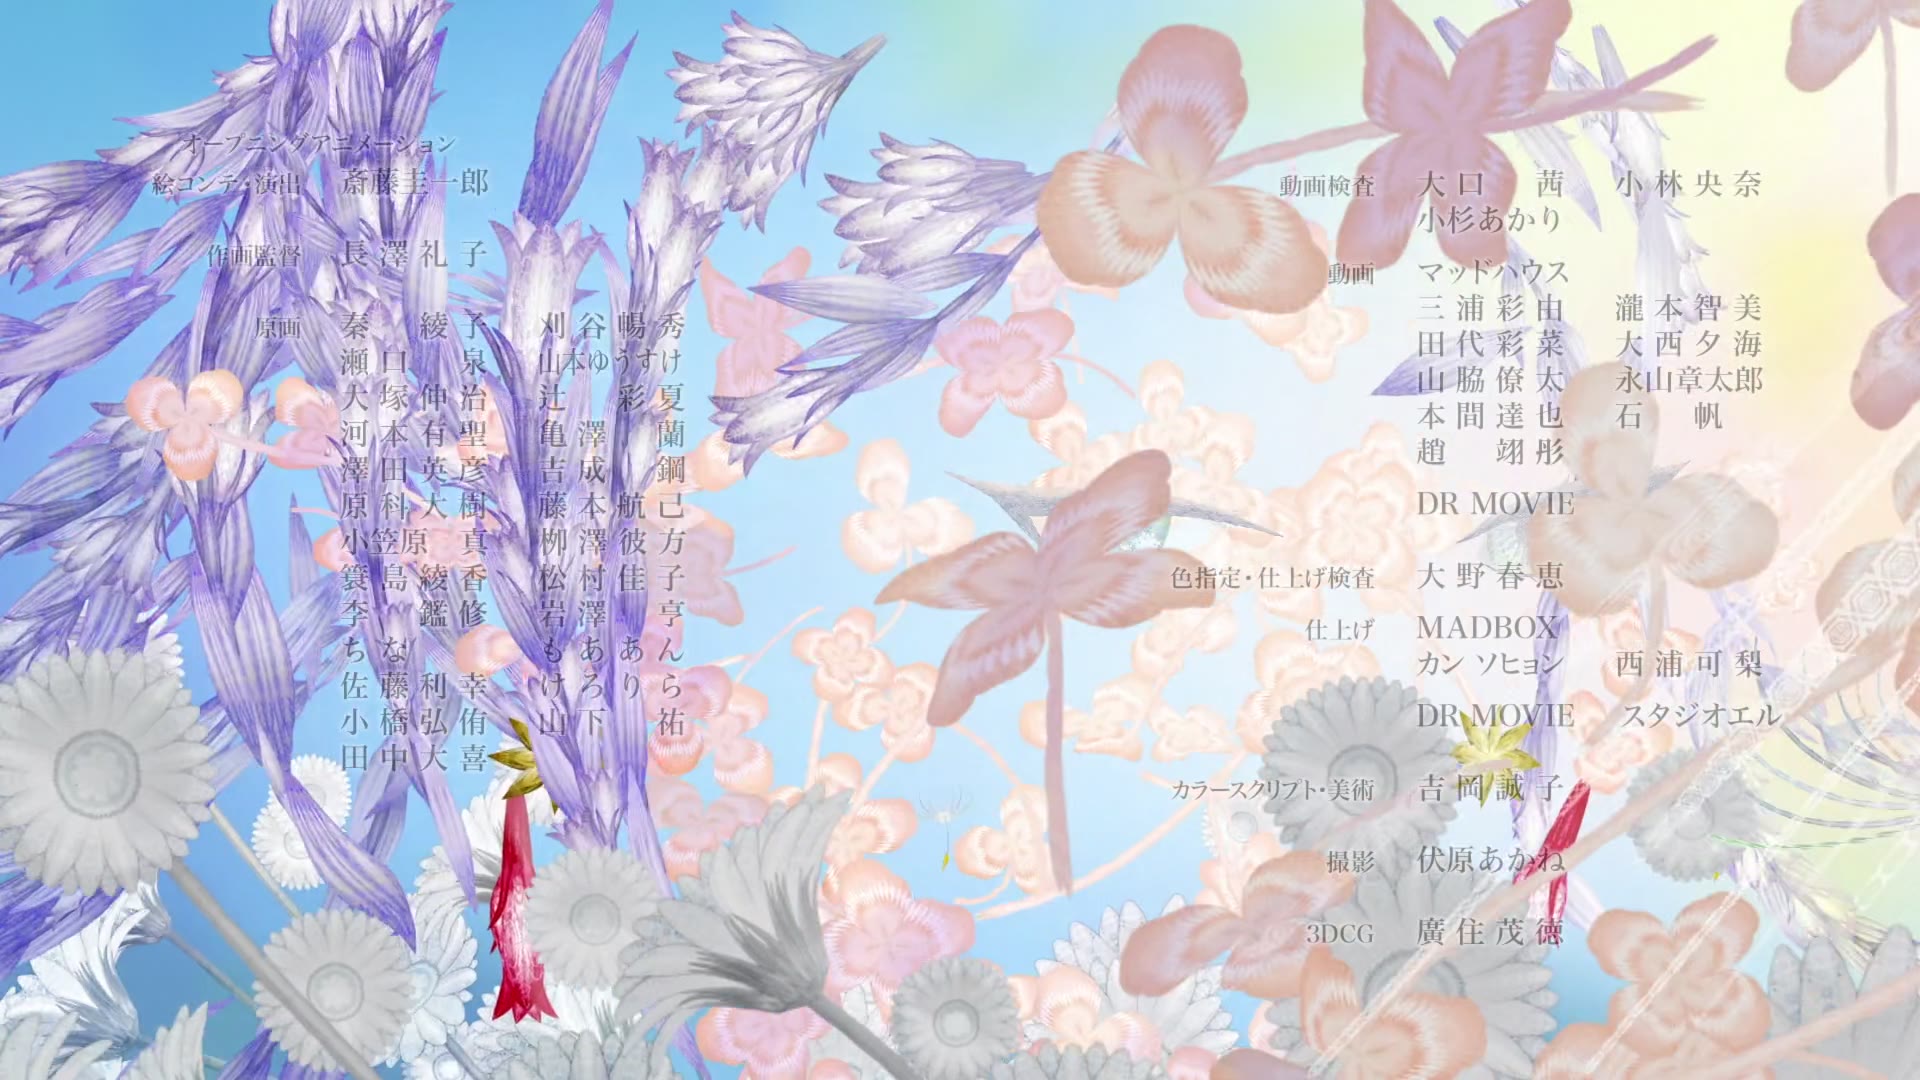 オープニングアニメーション
絵コンテ・演出 斎藤圭一郎
作画監督 長澤礼子
原画 秦 綾子 刈谷暢秀
瀬口 泉 山本ゆうすけ
大塚伸治 辻 彩夏
河本有聖 亀澤 蘭
澤田英彦 吉成 鋼
原科大樹 藤本航己
小笠原 真 栁澤彼方
簑島綾香 松村佳子
李 鑑修 岩澤 亨
ちな もああん
佐藤利幸 けろりら
小橋弘侑 山下 祐
田中大喜
動画検査 大口 茜 小林央奈
小杉あかり
動画 マッドハウス
三浦彩由 瀧本智美
田代彩菜 大西夕海
山脇僚太 永山章太郎
本間達也 石 帆
趙 翊彤
DR MOVIE
色指定・仕上げ検査 大野春恵
仕上げ MADBOX
カン ソヒョン 西浦可梨
DR MOVIE スタジオエル
カラースクリプト・美術 吉岡誠子
撮影 伏原あかね
3DCG 廣住茂徳